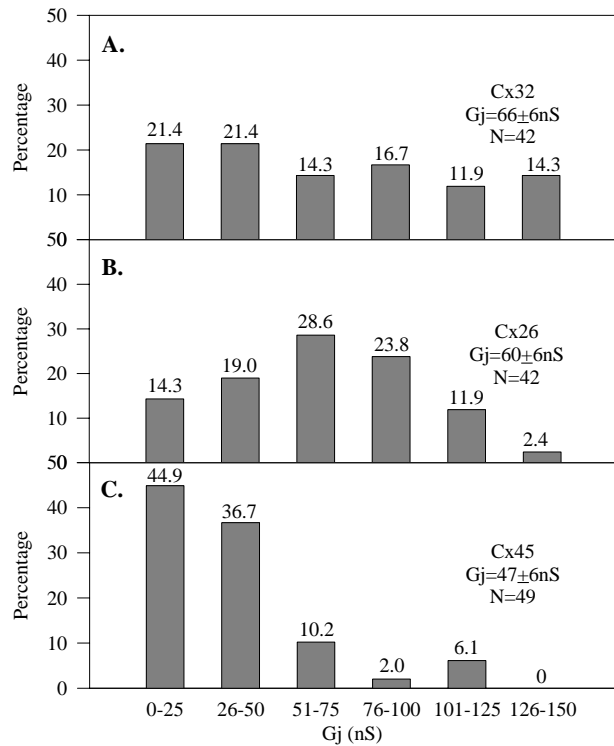 50
A.
Cx32
Gj=66±6nS
N=42
40
30
20
10
50
Percentage
21.4
21.4
14.3
16.7
11.9
14.3
B.
Cx26
Gj=60±6nS
N=42
40
30
20
10
50
Percentage
14.3
19.0
28.6
23.8
11.9
2.4
C.
Cx45
Gj=47±6nS
N=49
40
30
20
10
0
Percentage
44.9
36.7
10.2
2.0
6.1
0
0-25 26-50 51-75 76-100 101-125 126-150
Gj (nS)